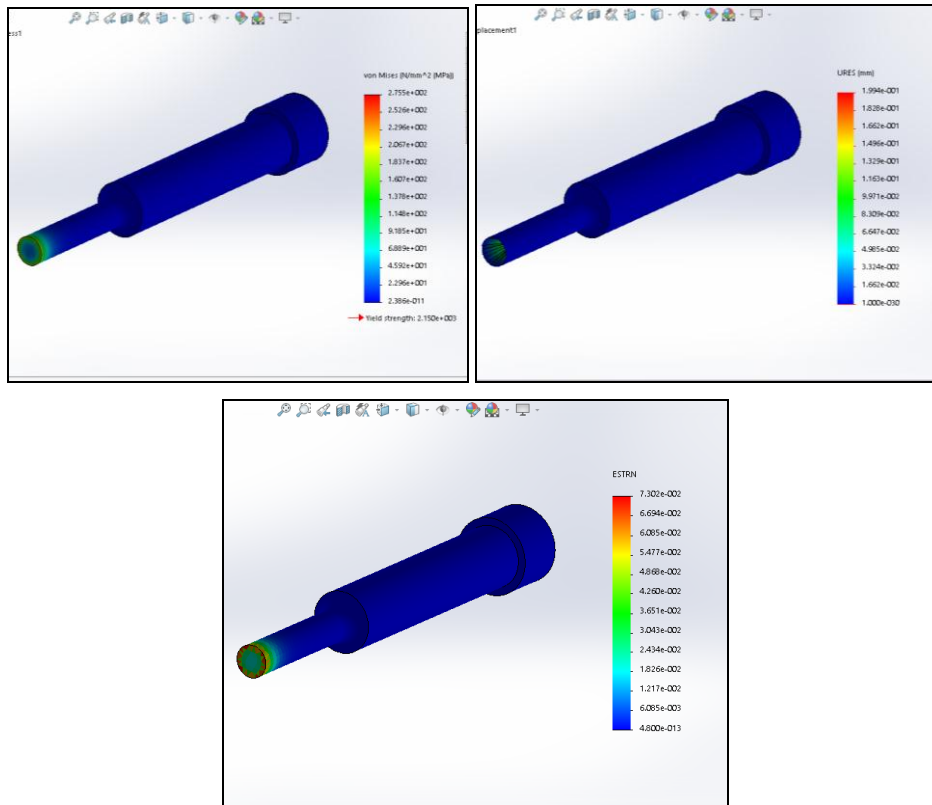 ess1
von Mises (N/mm^2 (MPa))
2.755e+002
2.526e+002
2.296e+002
2.067e+002
1.837e+002
1.607e+002
1.378e+002
1.148e+002
9.185e+001
6.889e+001
4.592e+001
2.296e+001
2.386e-011
Yield strength: 2.150e+003
placement1
URES (mm)
1.994e-001
1.828e-001
1.662e-001
1.496e-001
1.329e-001
1.163e-001
9.971e-002
8.309e-002
6.647e-002
4.985e-002
3.324e-002
1.662e-002
1.000e-030
ESTRN
7.302e-002
6.694e-002
6.085e-002
5.477e-002
4.868e-002
4.260e-002
3.651e-002
3.043e-002
2.434e-002
1.826e-002
1.217e-002
6.085e-003
4.800e-013